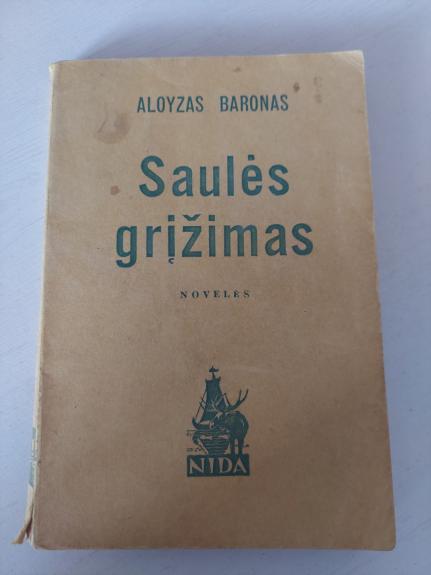 ALOYZAS BARONAS
Saulės
grįžimas
NOVELĖS
NIDA